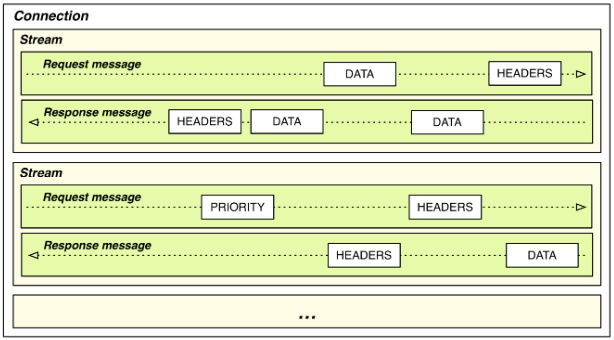 Connection
Stream
Request message
DATA HEADERS
Response message
HEADERS DATA DATA
Stream
Request message
PRIORITY HEADERS
Response message
HEADERS DATA
...